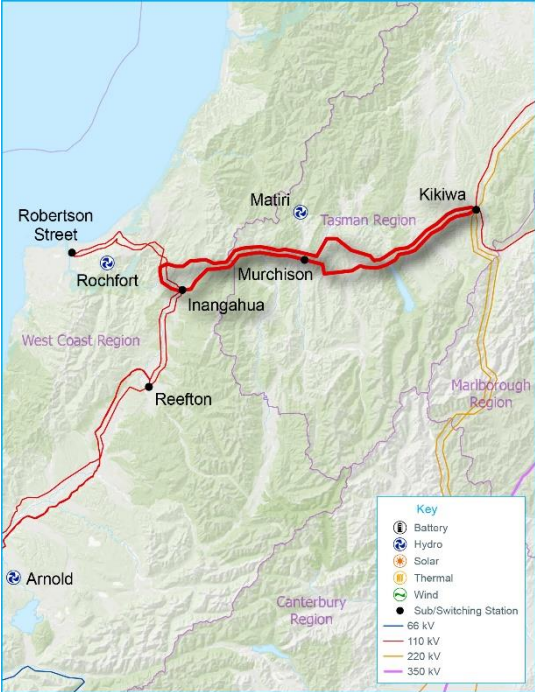 Kikiwa
Matiri
Tasman Region
Robertson
Street
Rochfort
Murchison
Inangahua
West Coast Region
Reefton
Marlborough
Region
Arnold
Canterbury
Region
Key
Battery
Hydro
Solar
Thermal
Wind
Sub/Switching Station
66 kV
110 kV
220 kV
350 kV